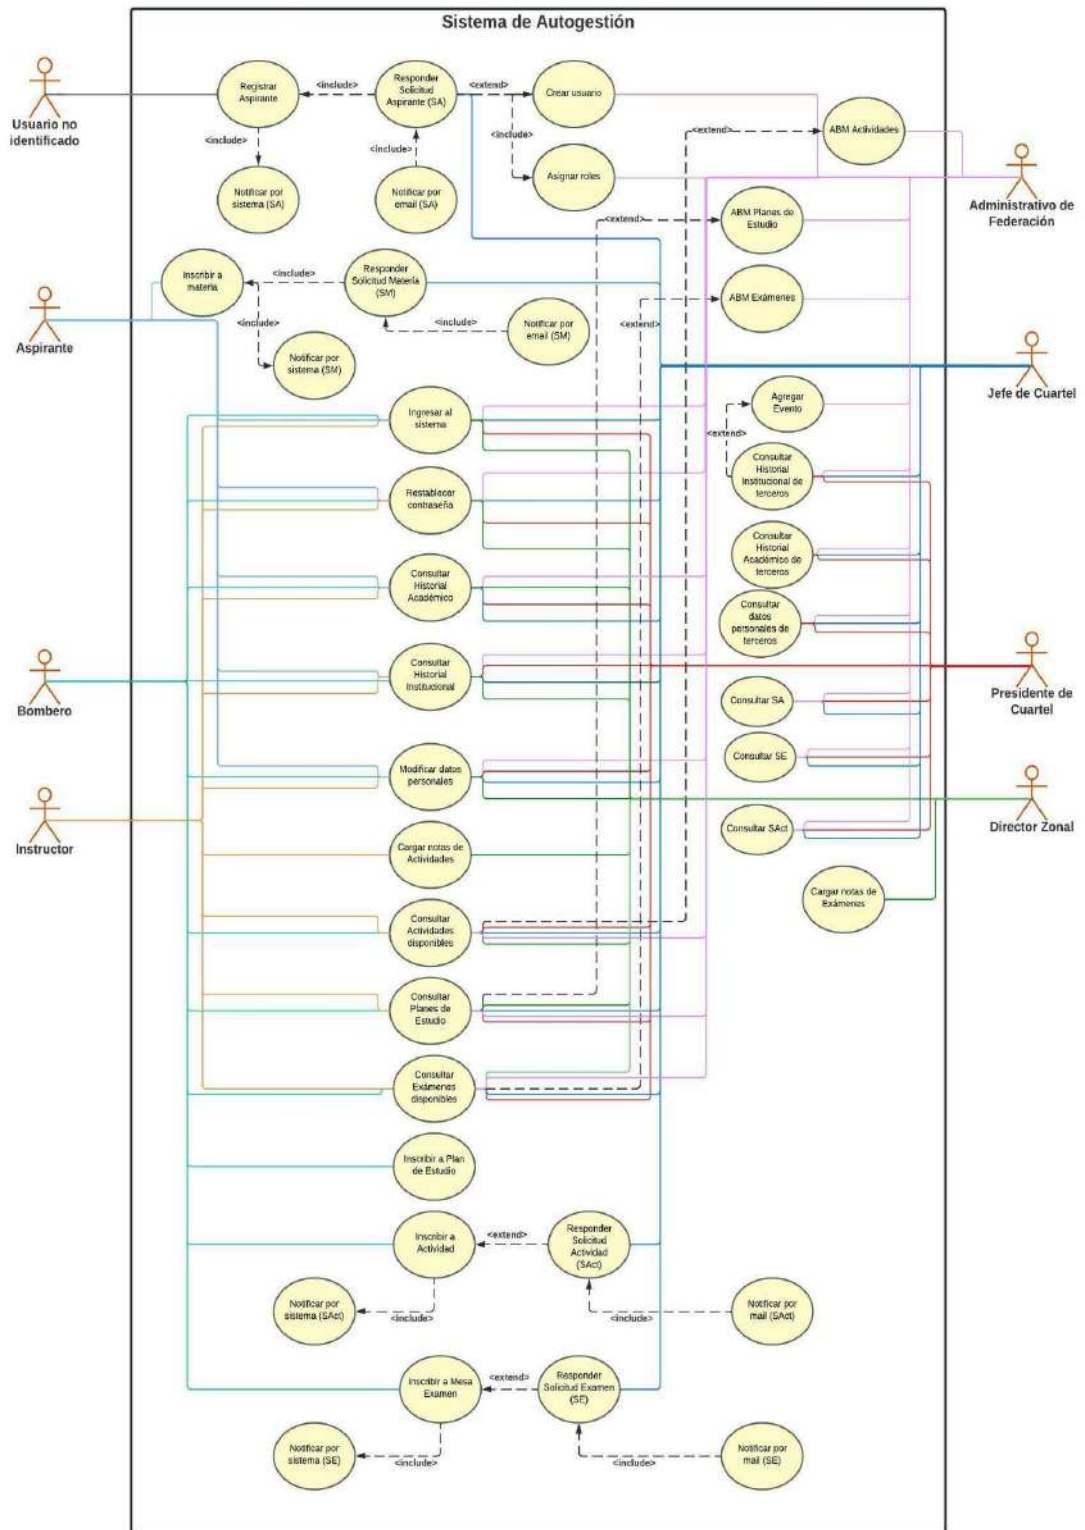 Sistema de Autogestión
Usuario no
identificado
Registrar
Aspirante
<include>
Responder
Solicitud
Aspirante (SA)
<extend>
Crear usuario
<include>
<include>
<include>
<extend>
ABM Actividades
Notificar por
sistema (SA)
Notificar por
email (SA)
Asignar roles
Administrativo de
Federación
<extend>
ABM Planes de
Estudio
Inscribir a
materia
<include>
Responder
Solicitud Materia
(SM)
Aspirante
<include>
<include>
Notificar por
email (SM)
<extend>
ABM Exámenes
Notificar por
sistema (SM)
Jefe de Cuartel
Ingresar al
sistema
Agregar
Evento
<extend>
Restablecer
contraseña
Consultar
Historial
Institucional de
terceros
Consultar
Historial
Académico
Consultar
Historial
Académico de
terceros
Consultar
datos
personales de
terceros
Bombero
Consultar
Historial
Institucional
Consultar SA
Presidente de
Cuartel
Modificar datos
personales
Consultar SE
Instructor
Cargar notas de
Actividades
Consultar SAct
Director Zonal
Consultar
Actividades
disponibles
Cargar notas de
Exámenes
Consultar
Planes de
Estudio
Consultar
Exámenes
disponibles
Inscribir a Plan
de Estudio
Inscribir a
Actividad
<extend>
Responder
Solicitud
Actividad
(SAct)
Notificar por
sistema (SAct)
<include>
<include>
Notificar por
mail (SAct)
Inscribir a Mesa
Examen
<extend>
Responder
Solicitud Examen
(SE)
Notificar por
sistema (SE)
<include>
<include>
Notificar por
mail (SE)